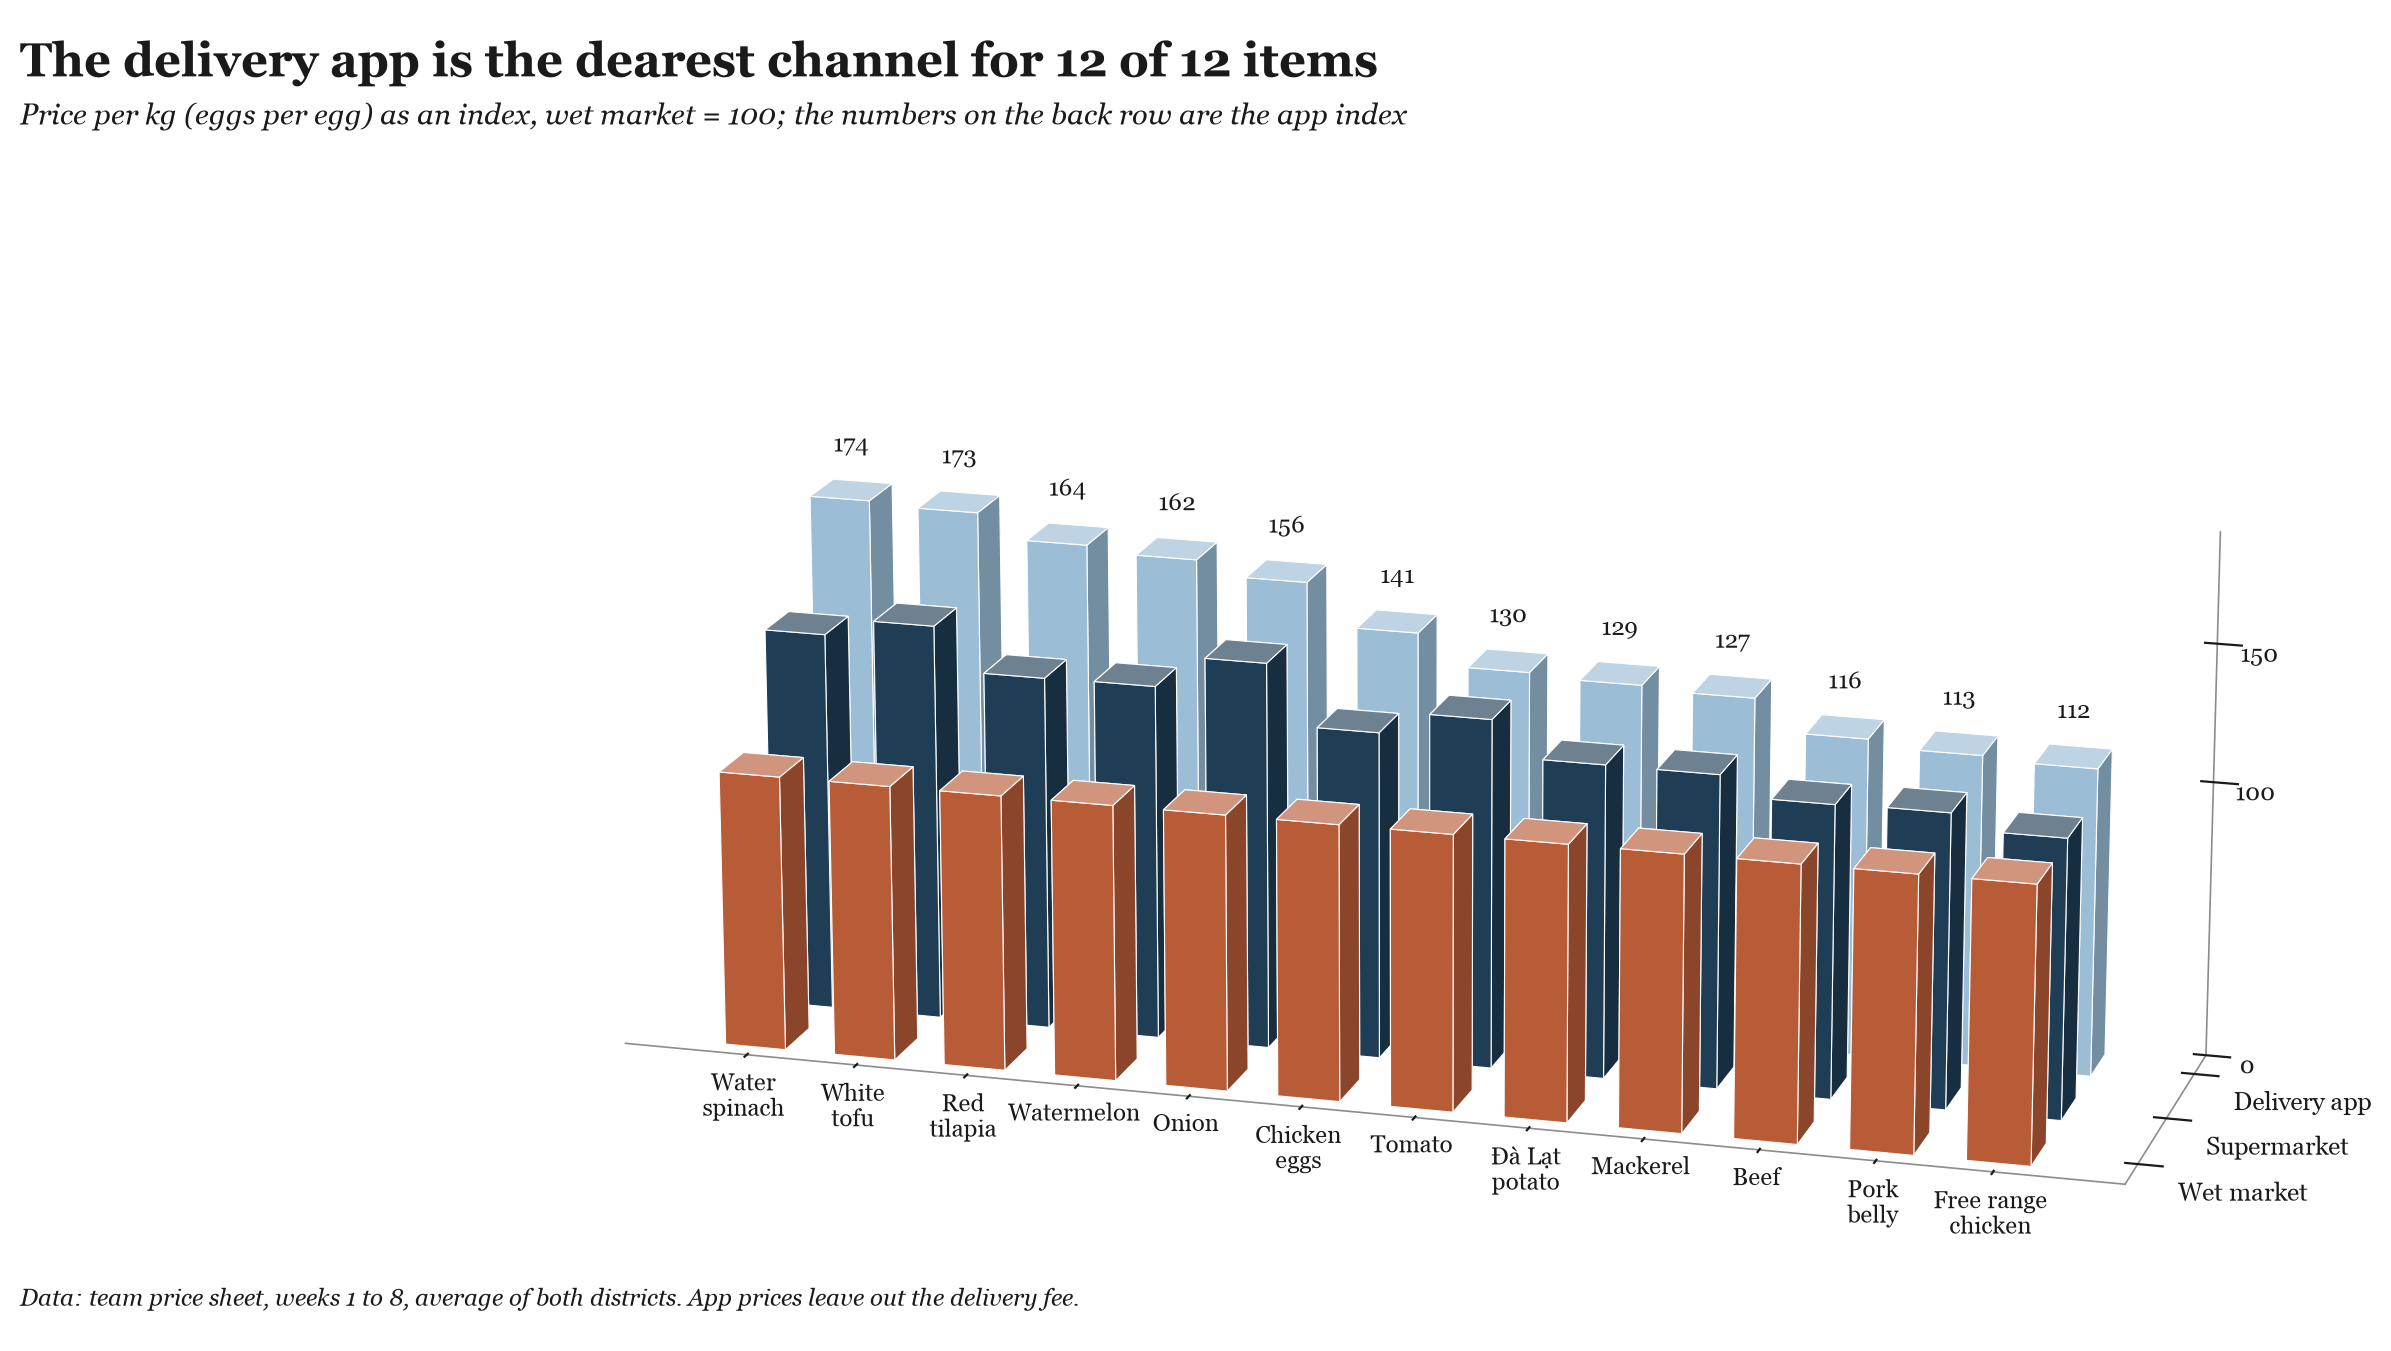 The delivery app is the dearest channel for 12 of 12 items
Price per kg (eggs per egg) as an index, wet market = 100; the numbers on the back row are the app index
174
173
164
162
156
141
130
129
127
116
113
112
150
100
0
Delivery app
Supermarket
Wet market
Water
spinach
White
tofu
Red
tilapia
Watermelon
Onion
Chicken
eggs
Tomato
Đà Lạt
potato
Mackerel
Beef
Pork
belly
Free range
chicken
Data: team price sheet, weeks 1 to 8, average of both districts. App prices leave out the delivery fee.